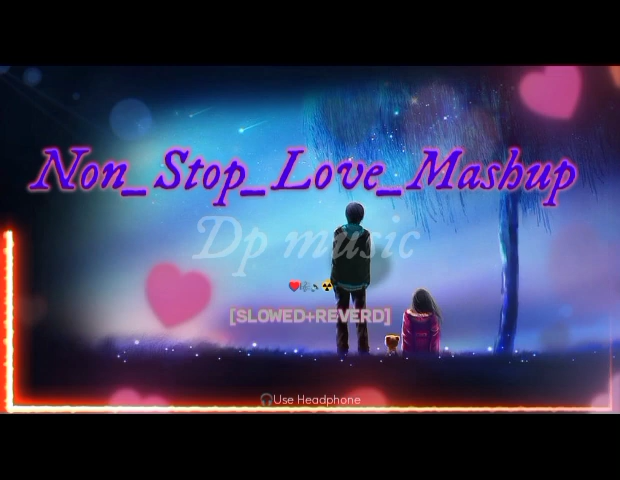 Non_Stop_Love_Mashup
Dp music
[SLOWED+REVERD]
🎧Use Headphone